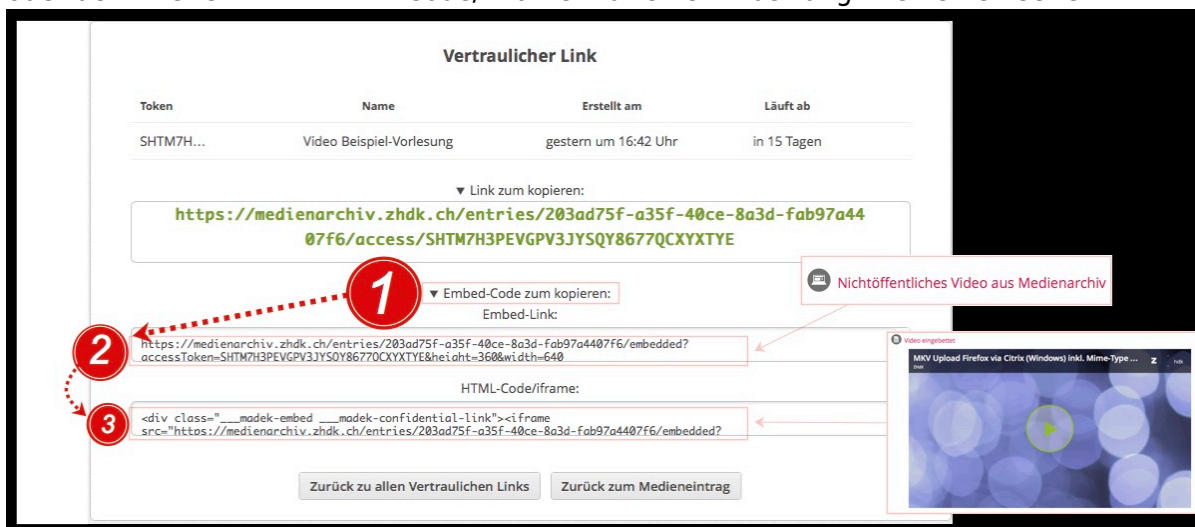 Vertraulicher Link
Token Name Erstellt am Läuft ab
SHTM7H... Video Beispiel-Vorlesung gestern um 16:42 Uhr in 15 Tagen
▼ Link zum kopieren:
https://medienarchiv.zhdk.ch/entries/203ad75f-a35f-40ce-8a3d-fab97a44
07f6/access/SHTM7H3PEVGPV3JYSQY8677QCXYXTYE
1
▼ Embed-Code zum kopieren:
Nichtöffentliches Video aus Medienarchiv
Embed-Link:
2
https://medienarchiv.zhdk.ch/entries/203ad75f-a35f-40ce-8a3d-fab97a4407f6/embedded?
accessToken=SHTM7H3PEVGPV3JYSQY8677QCXYXTYE&height=360&width=640
Video eingebettet
MKV Upload Firefox via Citrix (Windows) inkl. Mime-Type ...
Z
hdk
HTML-Code/iframe:
3
<div class="___madek-embed ___madek-confidential-link"><iframe
src="https://medienarchiv.zhdk.ch/entries/203ad75f-a35f-40ce-8a3d-fab97a4407f6/embedded?
Zurück zu allen Vertraulichen Links Zurück zum Medieneintrag